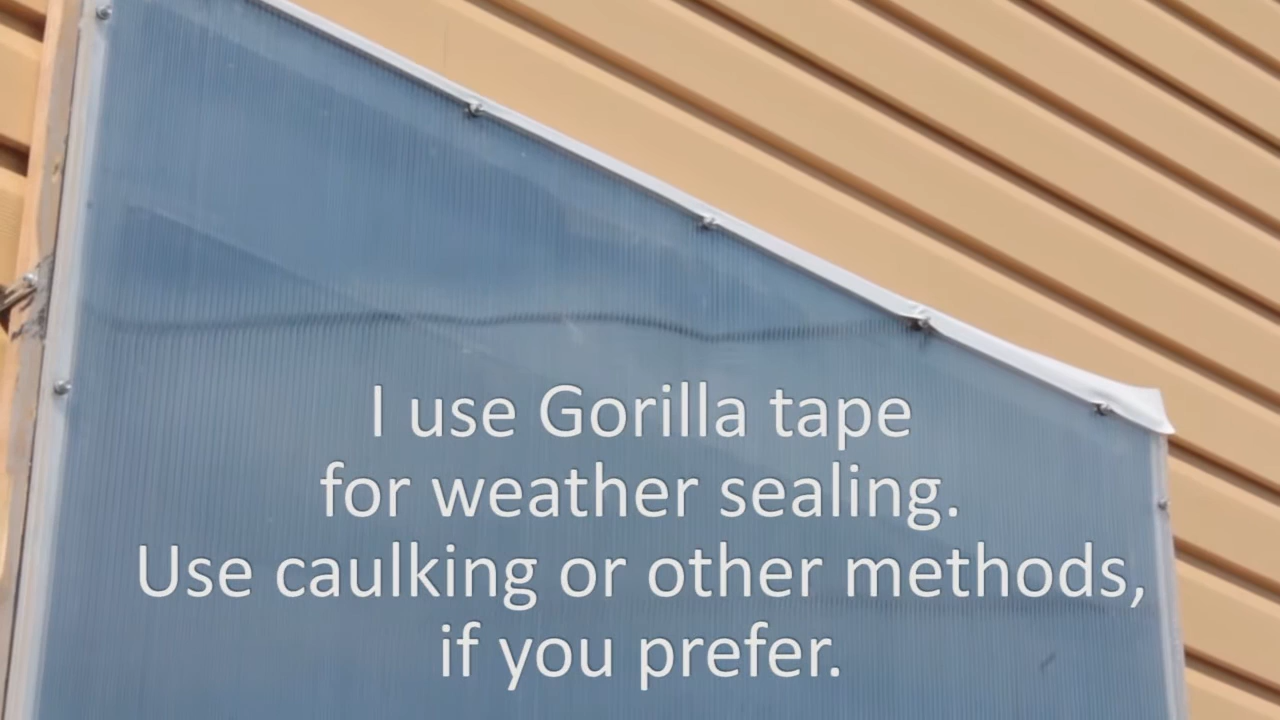 I use Gorilla tape
for weather sealing.
Use caulking or other methods,
if you prefer.